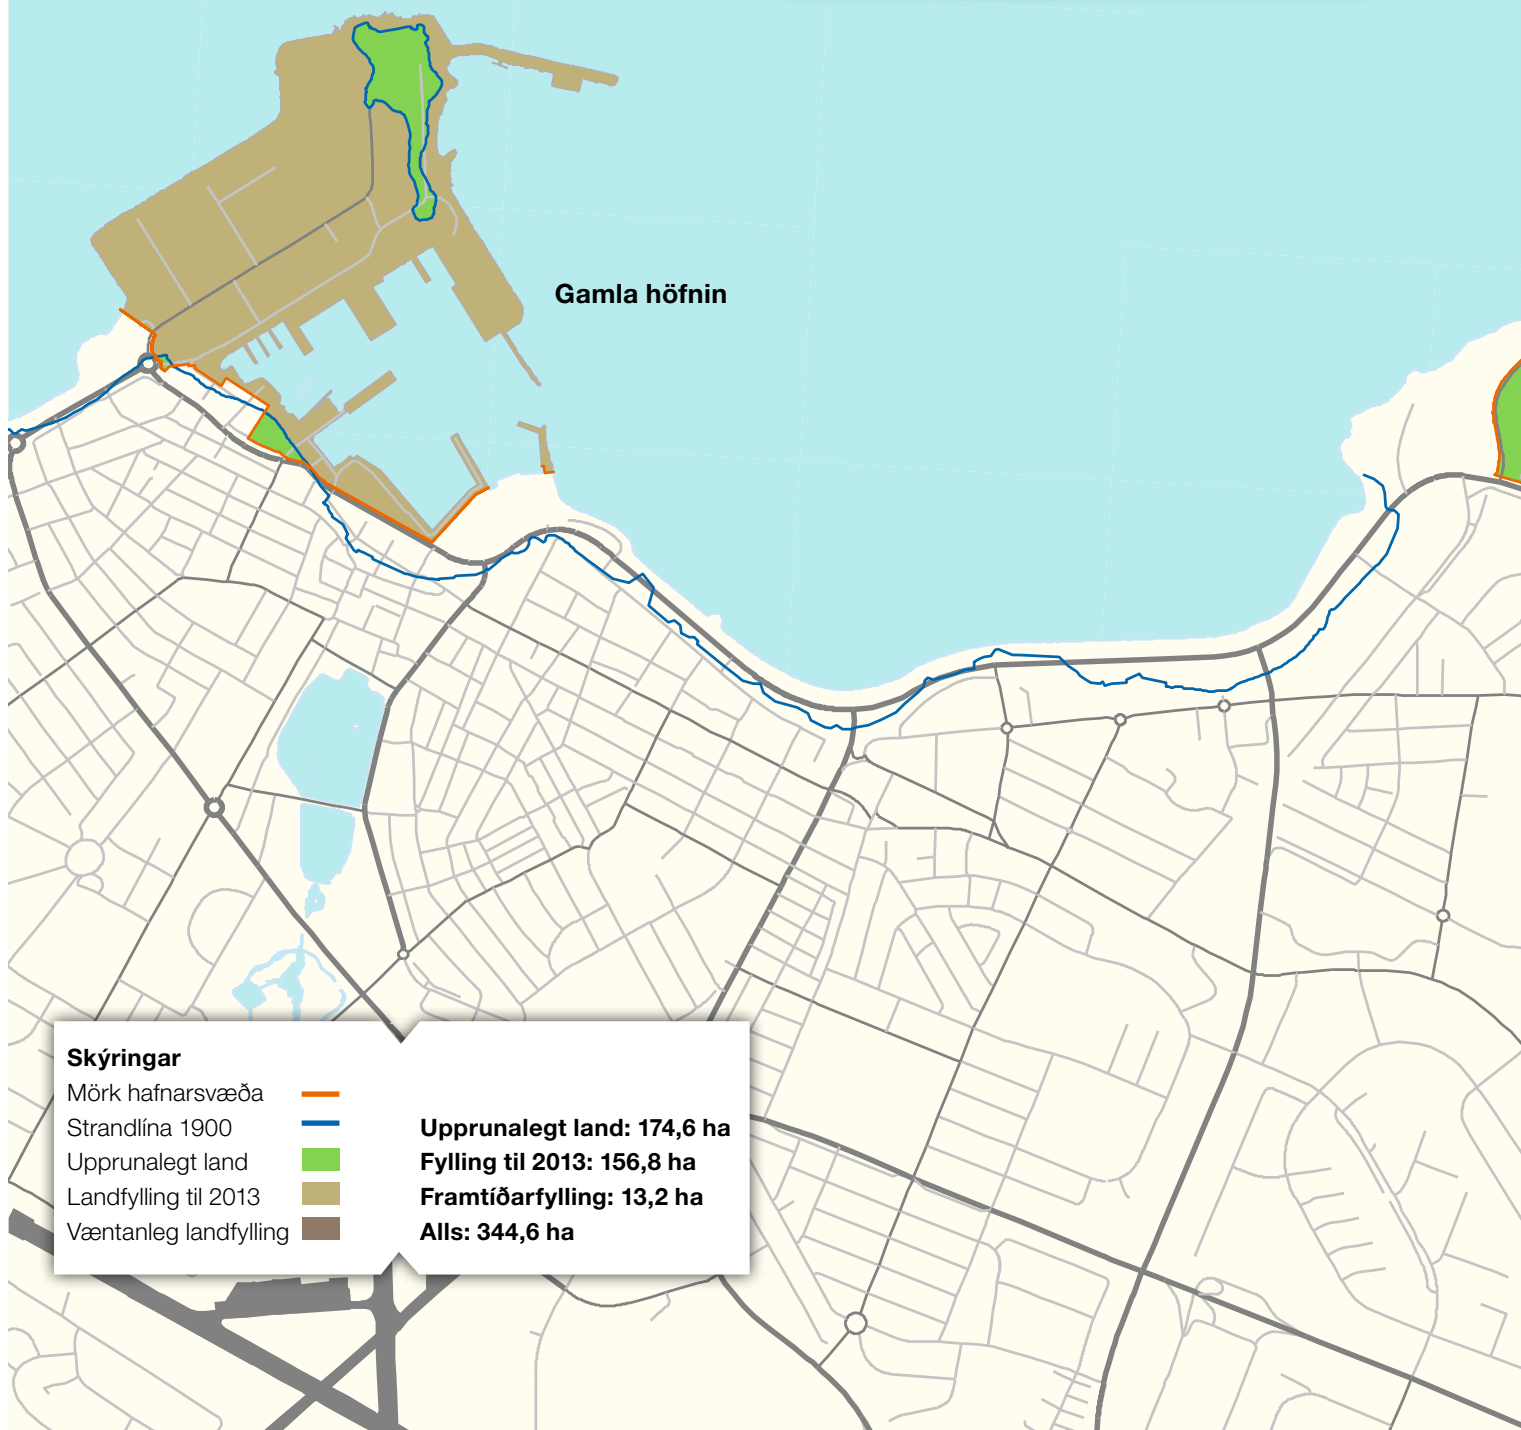 Gamla höfnin
Skýringar
Mörk hafnarsvæða
Strandlína 1900
Upprunalegt land
Landfylling til 2013
Væntanleg landfylling
Upprunalegt land: 174,6 ha
Fylling til 2013: 156,8 ha
Framtíðarfylling: 13,2 ha
Alls: 344,6 ha